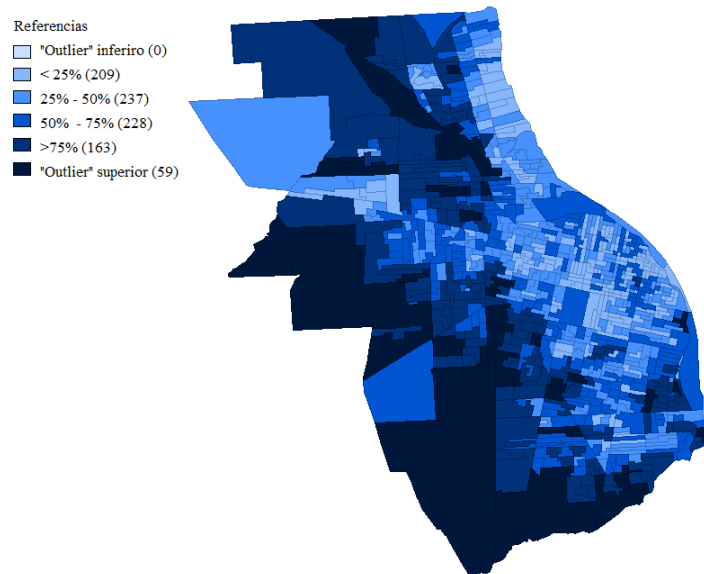 Referencias
"Outlier" inferiro (0)
< 25% (209)
25% - 50% (237)
50%  - 75% (228)
>75% (163)
"Outlier" superior (59)